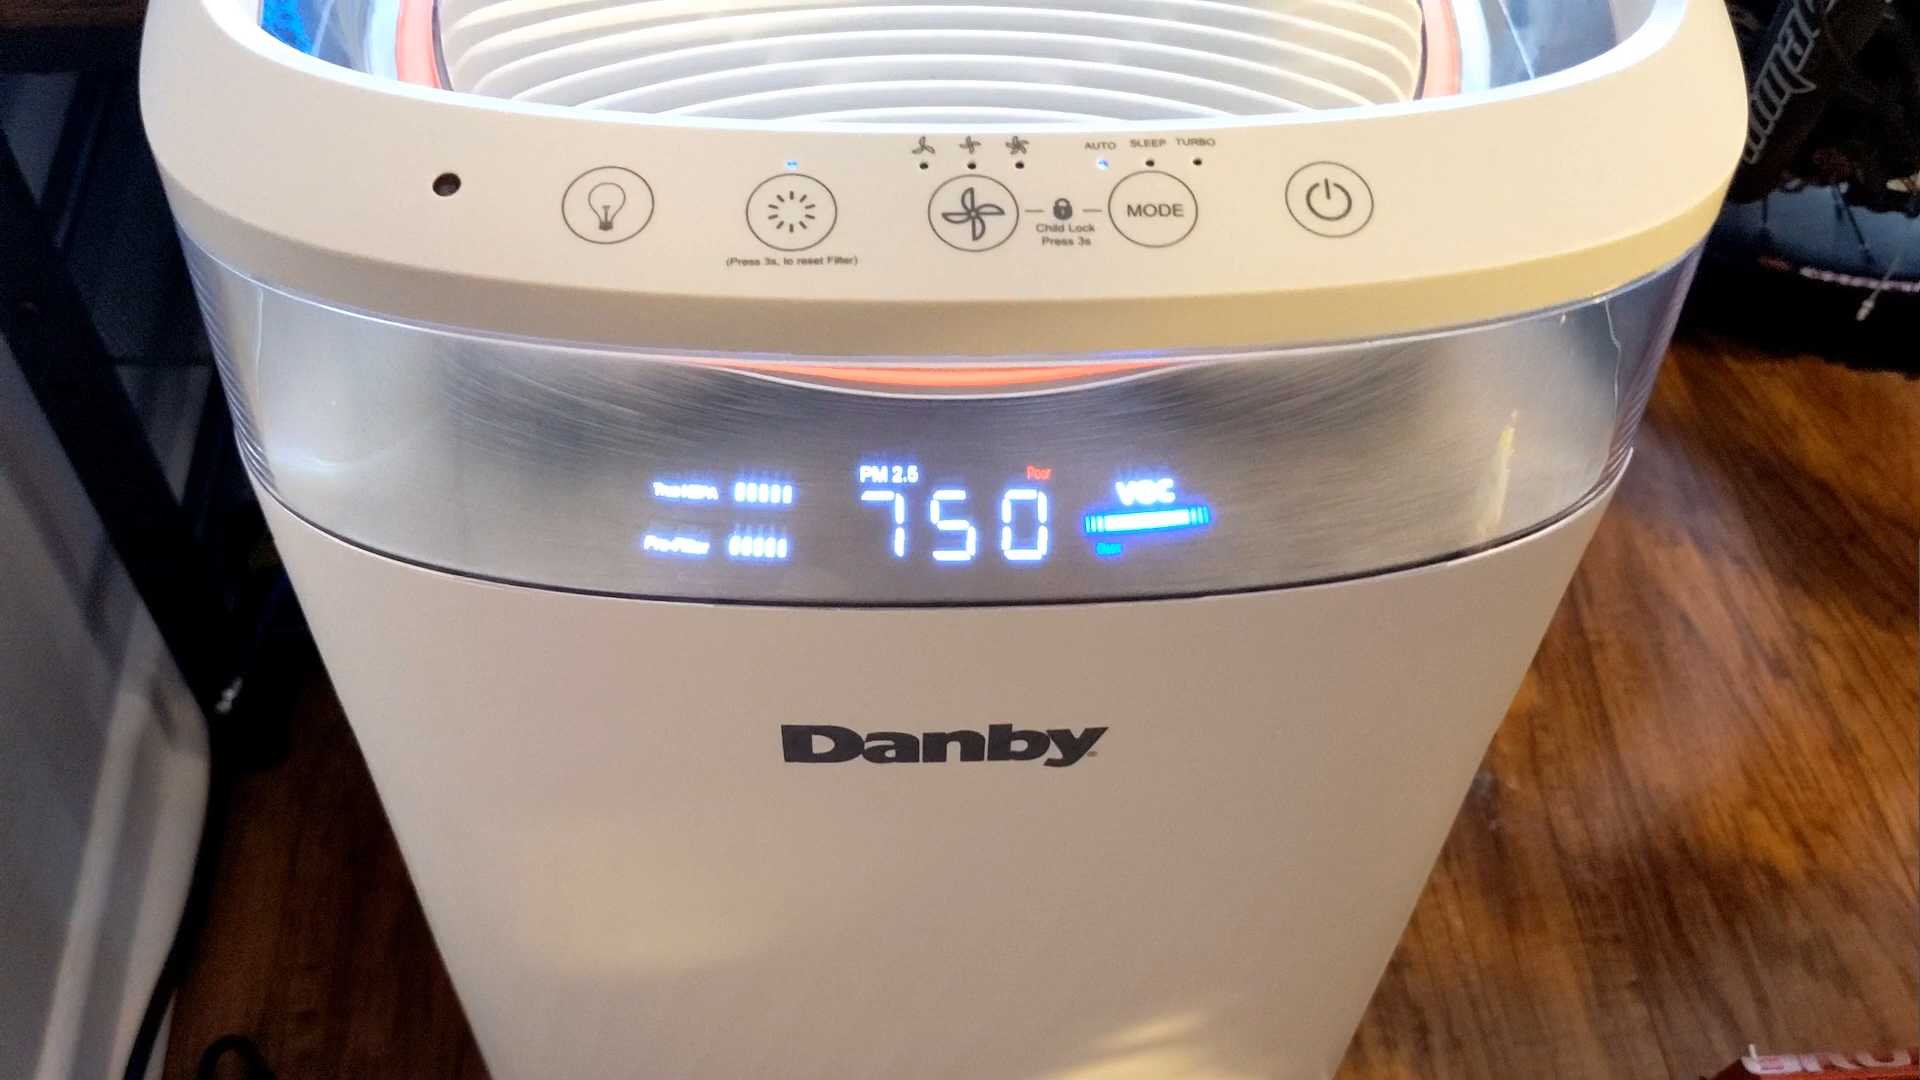 AUTO SLEEP TURBO
MODE
Child Lock
Press 3s
(Press 3s, to reset Filter)
True HEPA
Pre-Filter
PM 2.5
Poor
750
VOC
Danby